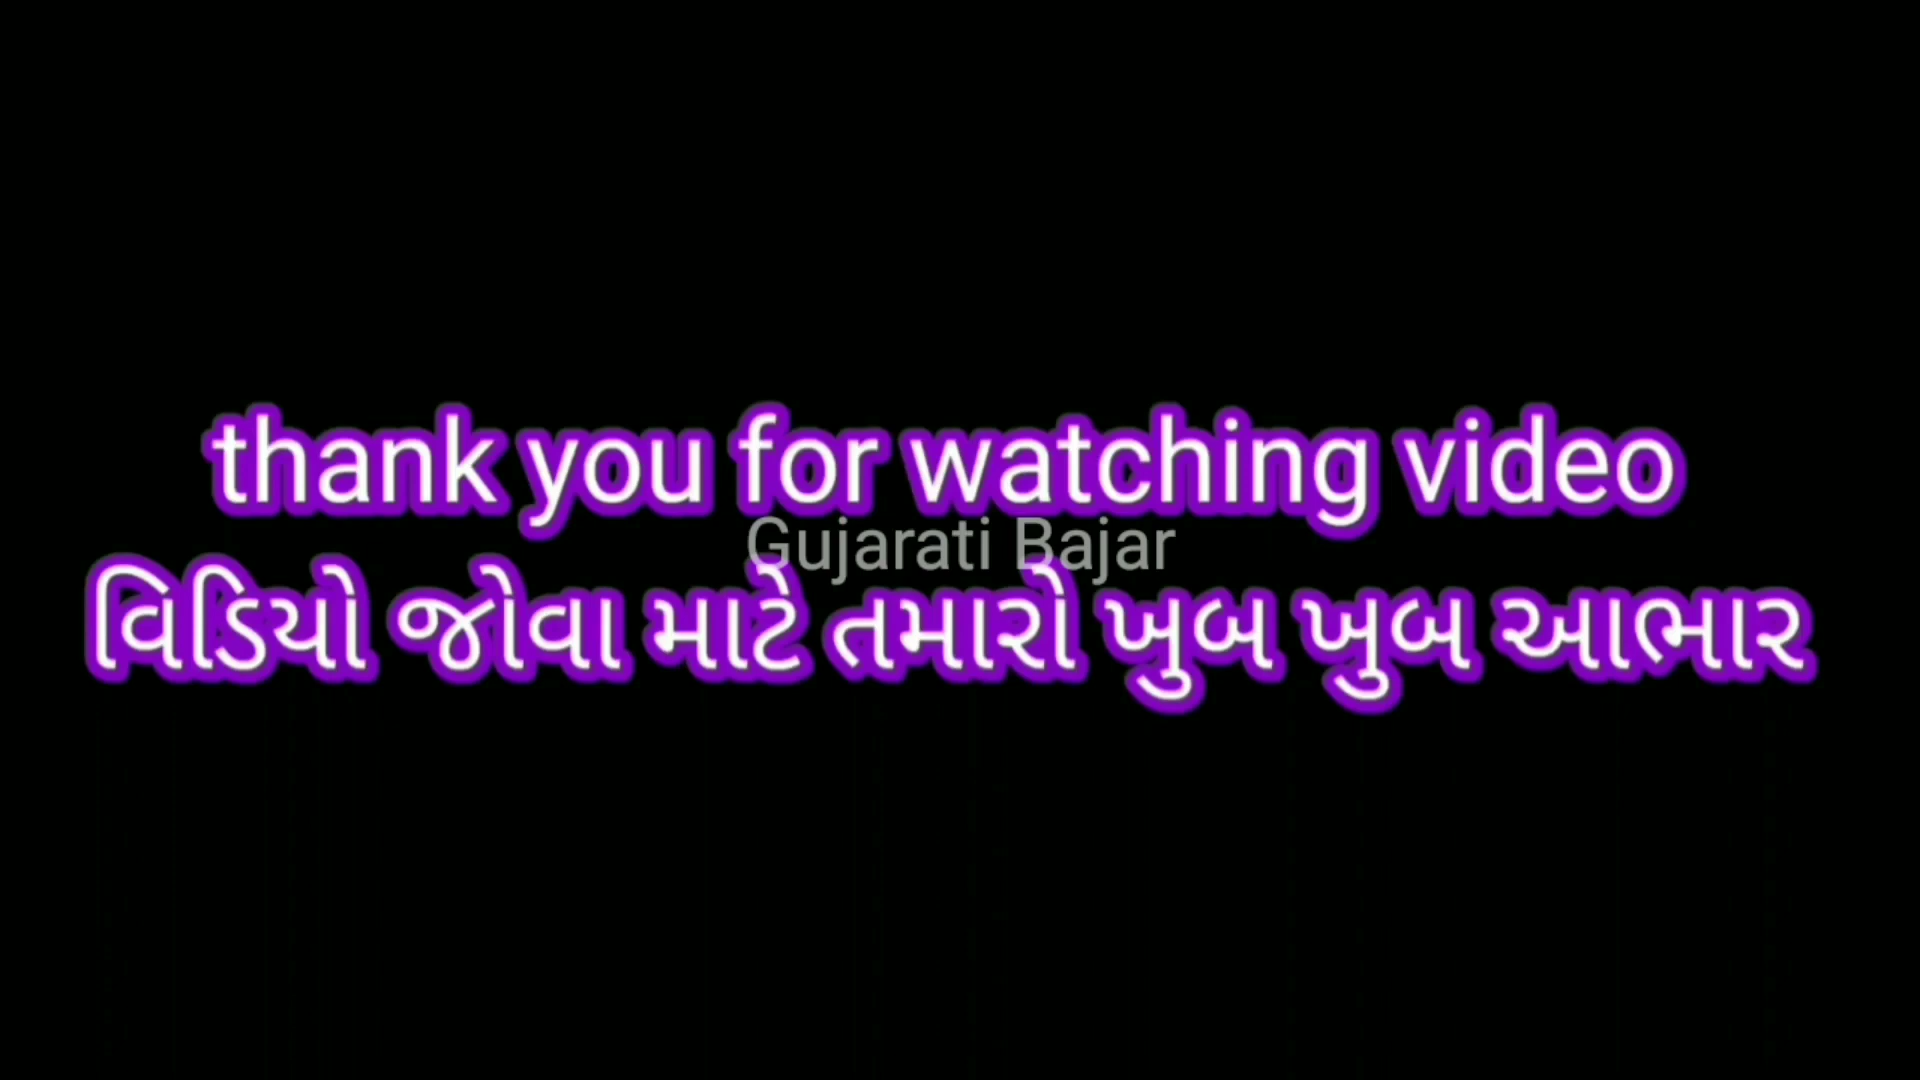 thank you for watching video
Gujarati Bajar
વિડિયો જોવા માટે તમારો ખુબ ખુબ આભાર